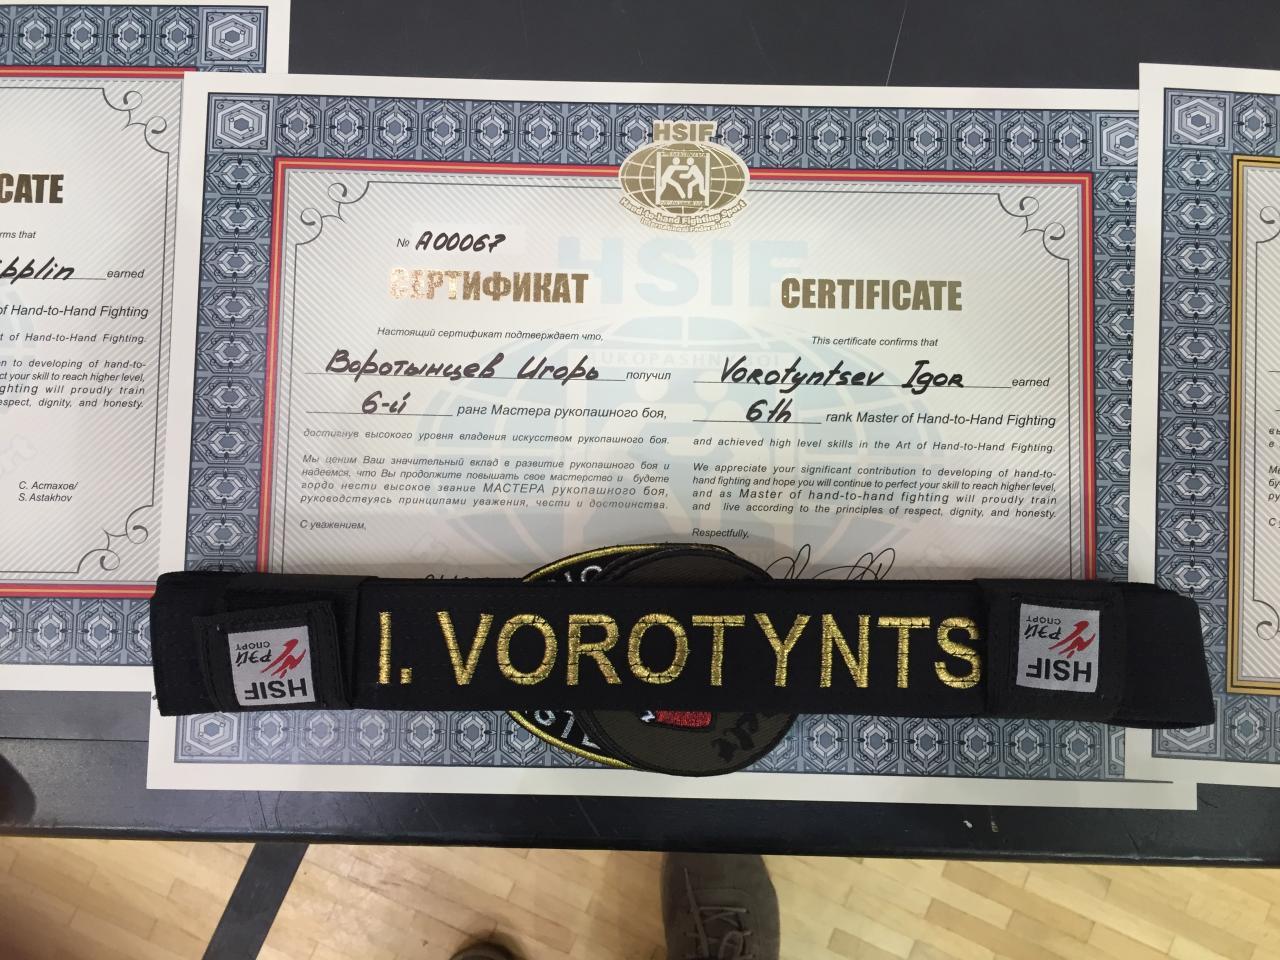 CATE
earned
of Hand-to-Hand Fighting
of Hand-to-Hand Fighting.
to developing of hand-to-
your skill to reach higher level,
will proudly train
respect, dignity, and honesty.
С. Астахов/
S. Astakhov
HSIF
Hand-to-hand Fighting Sport
International Federation
№ A00067
СЕРТИФИКАТ
Настоящий сертификат подтверждает что,
Воротынцев Игорь получил
6-й ранг Мастера рукопашного боя,
достигнув высокого уровня владения искусством рукопашного боя.
Мы ценим Ваш значительный вклад в развитие рукопашного боя и
надеемся, что Вы продолжите повышать свое мастерство и будете
гордо нести высокое звание МАСТЕРА рукопашного боя,
руководствуясь принципами уважения, чести и достоинства.
С уважением,
HSIF
CERTIFICATE
This certificate confirms that
Vorotyntsev Igor earned
6th rank Master of Hand-to-Hand Fighting
and achieved high level skills in the Art of Hand-to-Hand Fighting.
We appreciate your significant contribution to developing of hand-to-
hand fighting and hope you will continue to perfect your skill to reach higher level,
and as Master of hand-to-hand fighting will proudly train
and live according to the principles of respect, dignity, and honesty.
Respectfully,
I. VOROTYNTS
РЭЙ
СПОРТ
HSIF
РЭЙ
СПОРТ
HSIF